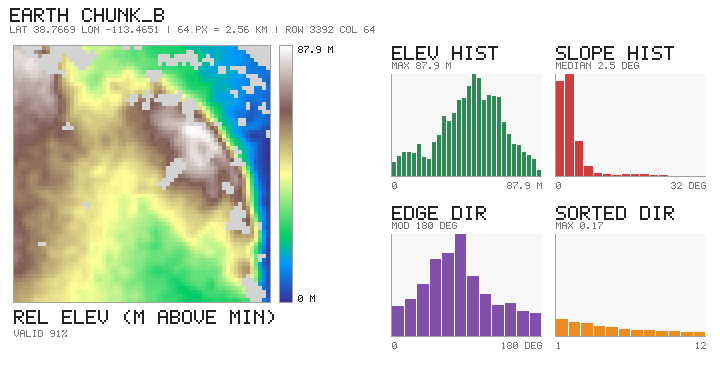 EARTH CHUNK_B
LAT 38.7669 LON -113.4651 | 64 PX = 2.56 KM | ROW 3392 COL 64
87.9 M
0 M
REL ELEV (M ABOVE MIN)
VALID 91%
ELEV HIST
MAX 87.9 M
0 87.9 M
SLOPE HIST
MEDIAN 2.5 DEG
0 32 DEG
EDGE DIR
MOD 180 DEG
0 180 DEG
SORTED DIR
MAX 0.17
1 12